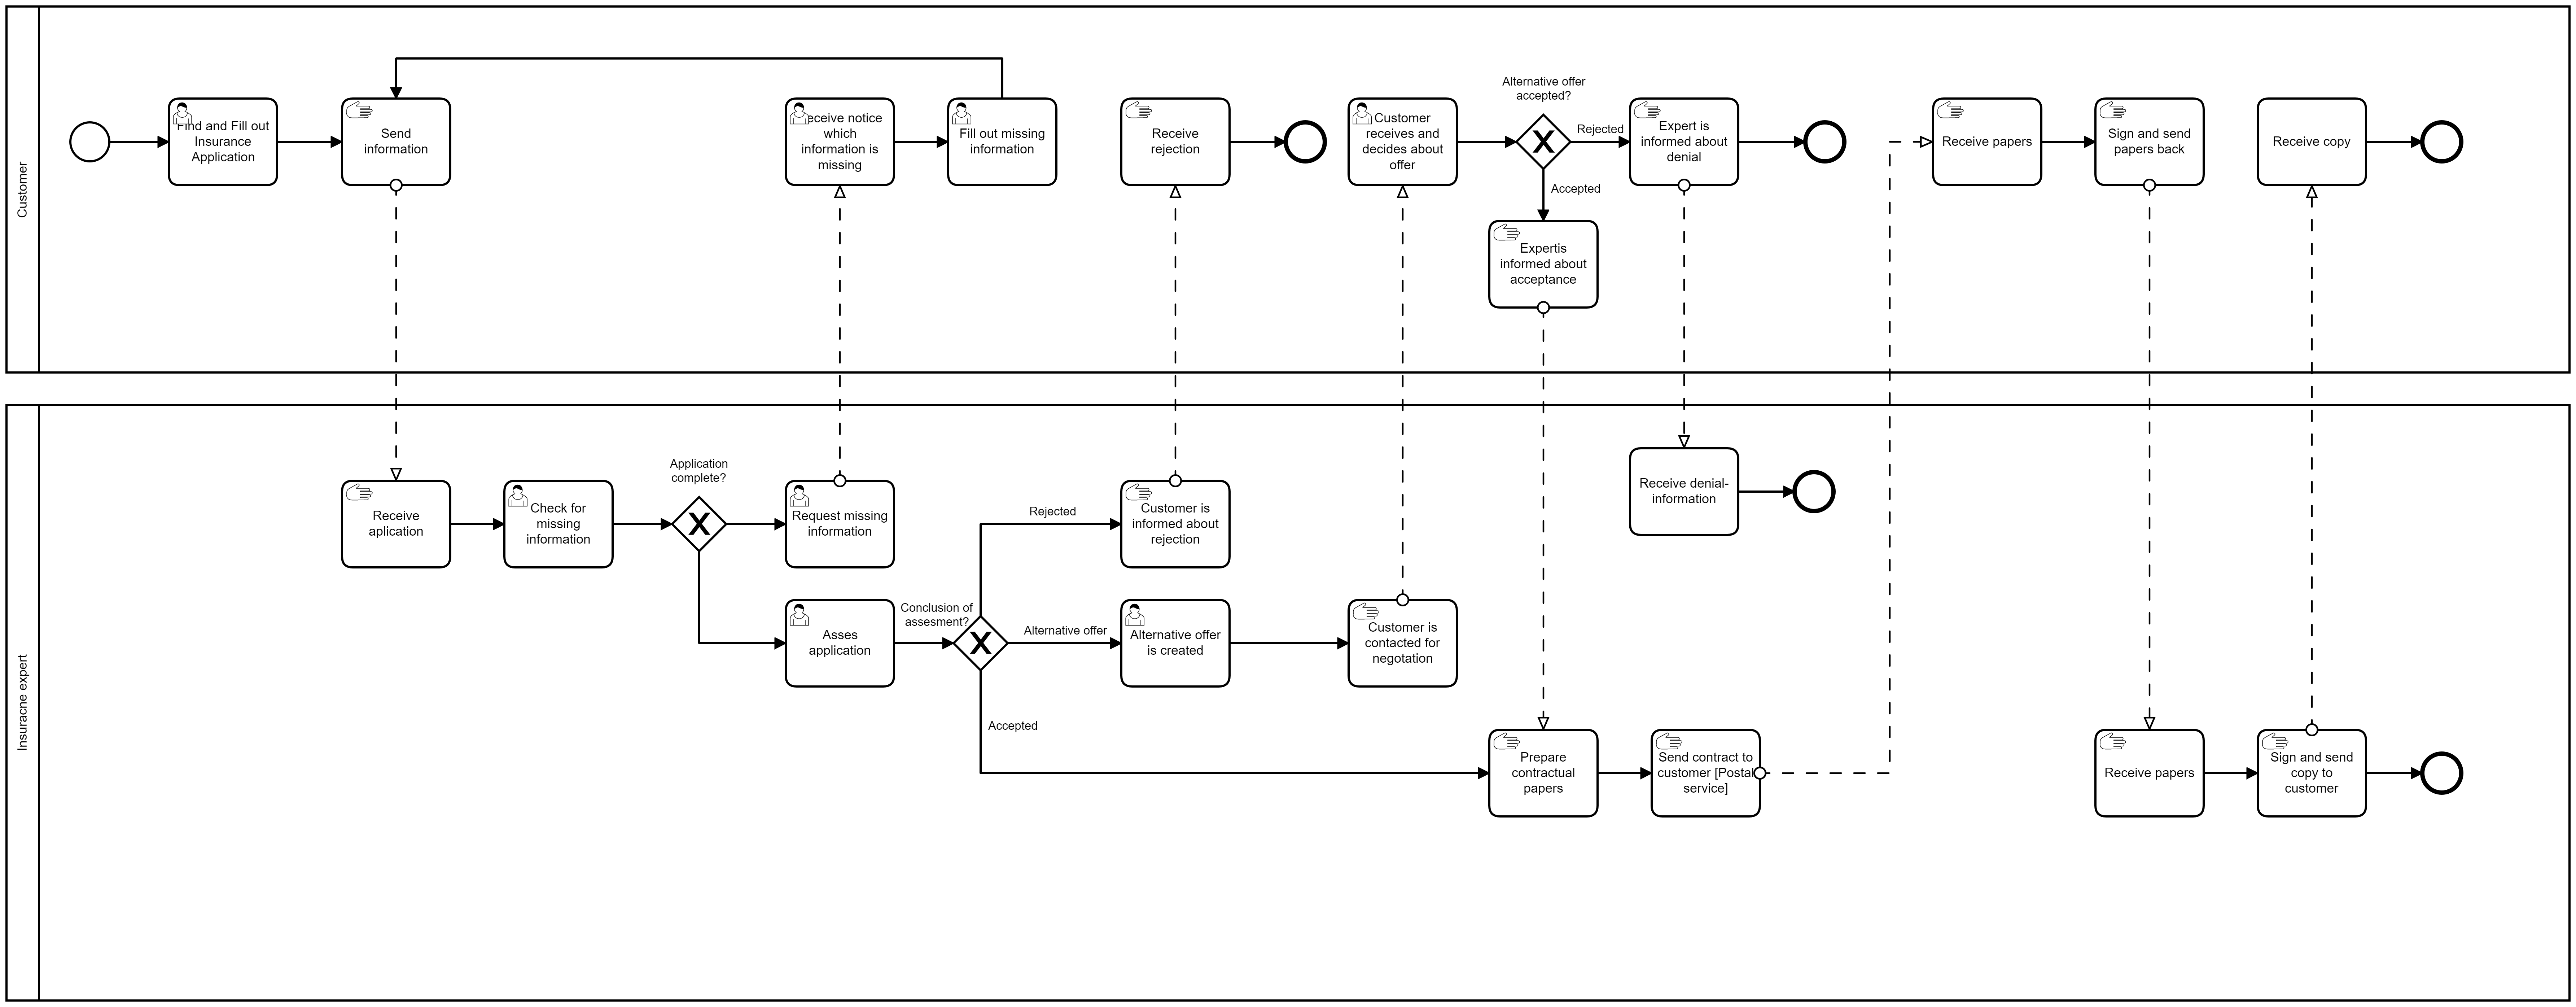 Customer
Find and Fill out
Insurance
Application
Send
information
eceive notice
which
information is
missing
Fill out missing
information
Receive
rejection
Customer
receives and
decides about
offer
Alternative offer
accepted?
Rejected
Accepted
Expert is
informed about
denial
Expertis
informed about
acceptance
Receive papers
Sign and send
papers back
Receive copy
Insuracne expert
Receive
aplication
Check for
missing
information
Application
complete?
Request missing
information
Asses
application
Conclusion of
assesment?
Rejected
Alternative offer
Accepted
Customer is
informed about
rejection
Alternative offer
is created
Customer is
contacted for
negotation
Receive denial-
information
Prepare
contractual
papers
Send contract to
customer [Postal
service]
Receive papers
Sign and send
copy to
customer